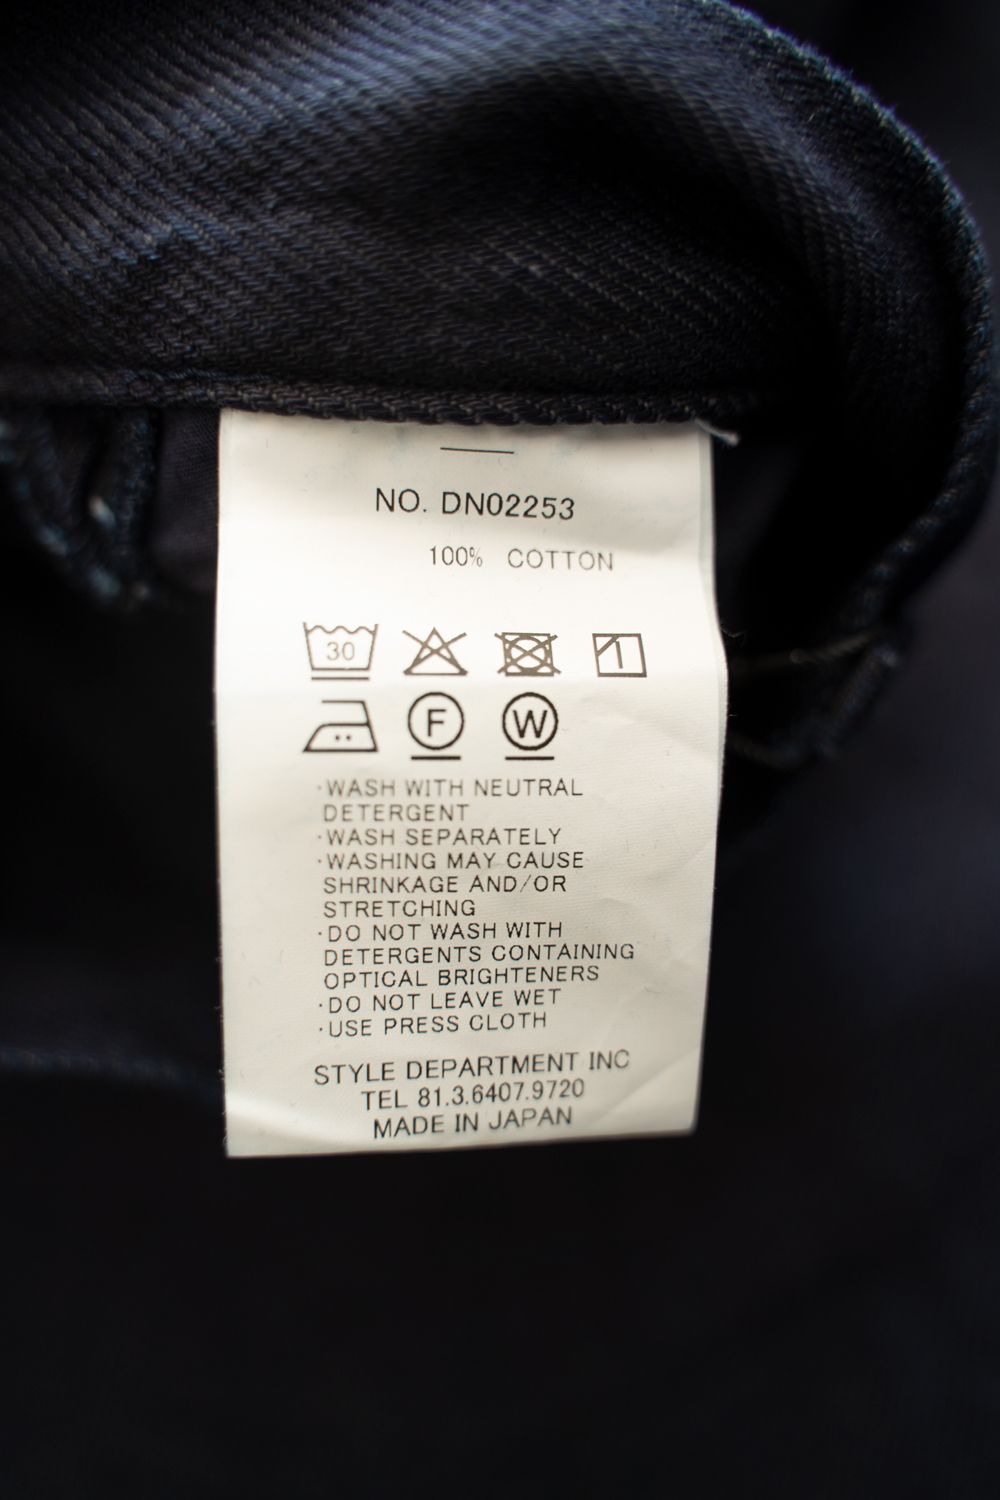 NO. DN02253
100% COTTON
30
F W
·WASH WITH NEUTRAL
DETERGENT
·WASH SEPARATELY
·WASHING MAY CAUSE
SHRINKAGE AND/OR
STRETCHING
·DO NOT WASH WITH
DETERGENTS CONTAINING
OPTICAL BRIGHTENERS
·DO NOT LEAVE WET
·USE PRESS CLOTH
STYLE DEPARTMENT INC
TEL 81.3.6407.9720
MADE IN JAPAN